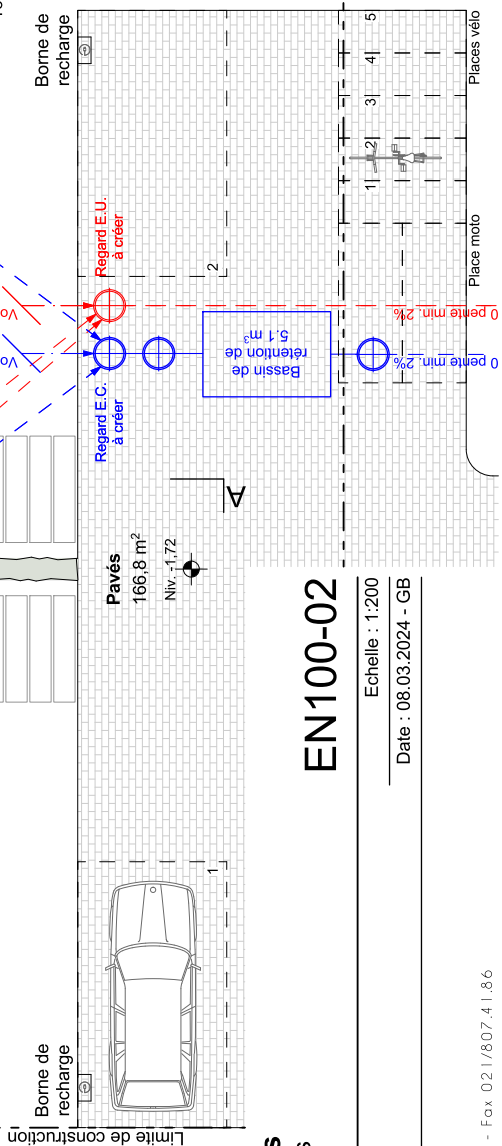 Borne de
recharge
Regard E.U.
à créer
Vo
Vo
Regard E.C.
à créer
Bassin de
rétention de
5.1 m³
2
5
4
3
2
1
Places vélo
Place moto
0 pente min. 2%
0 pente min. 2%
A
Pavés
166,8 m²
Niv. -1,72
EN100-02
Echelle : 1:200
Date : 08.03.2024 - GB
1
Borne de
recharge
Limite de construction
- Fax 021/807.41.86